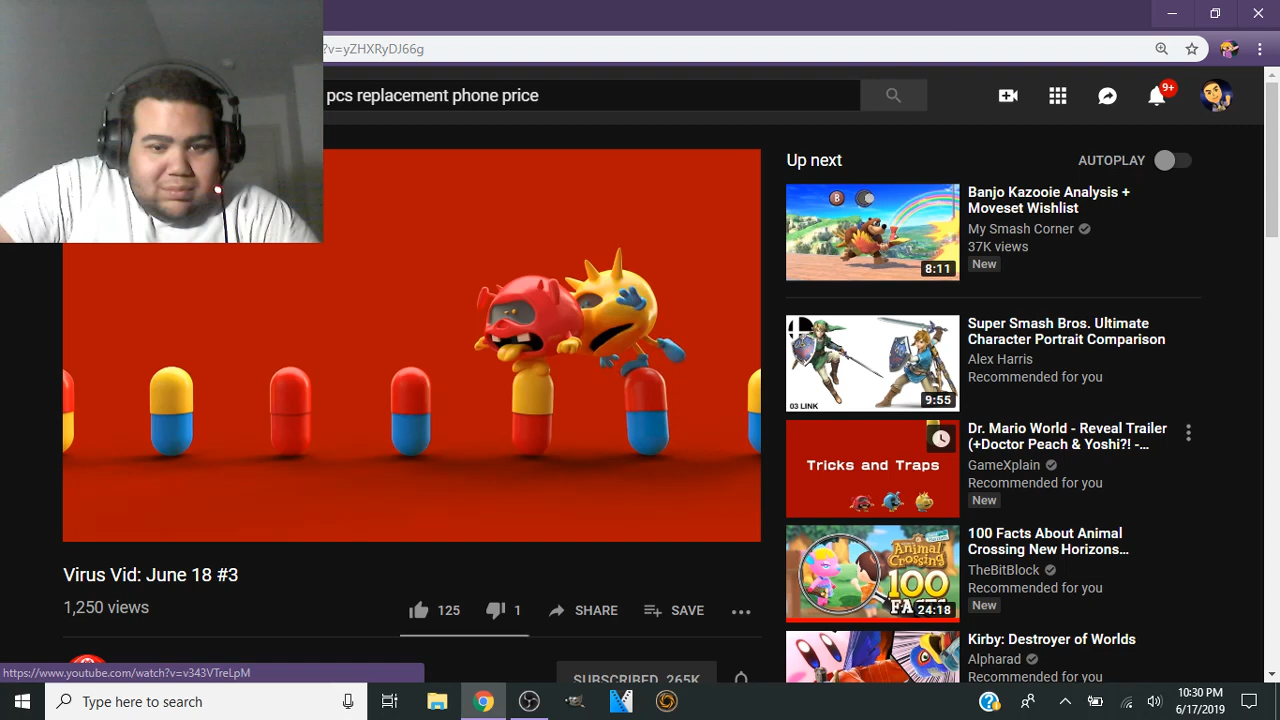 ?v=yZHXRyDJ66g
pcs replacement phone price
9+
Up next
AUTOPLAY
Banjo Kazooie Analysis +
Moveset Wishlist
My Smash Corner
37K views
New
B
8:11
Super Smash Bros. Ultimate
Character Portrait Comparison
Alex Harris
Recommended for you
03 LINK
9:55
Dr. Mario World - Reveal Trailer
(+Doctor Peach & Yoshi?! -...
GameXplain
Recommended for you
New
Tricks and Traps
100 Facts About Animal
Crossing New Horizons...
TheBitBlock
Recommended for you
New
Animal
Crossing
100
FACTS
24:18
Kirby: Destroyer of Worlds
Alpharad
Recommended for you
Virus Vid: June 18 #3
1,250 views
125
1
SHARE
SAVE
SUBSCRIBED 265K
https://www.youtube.com/watch?v=v343VTreLpM
Type here to search
10:30 PM
6/17/2019